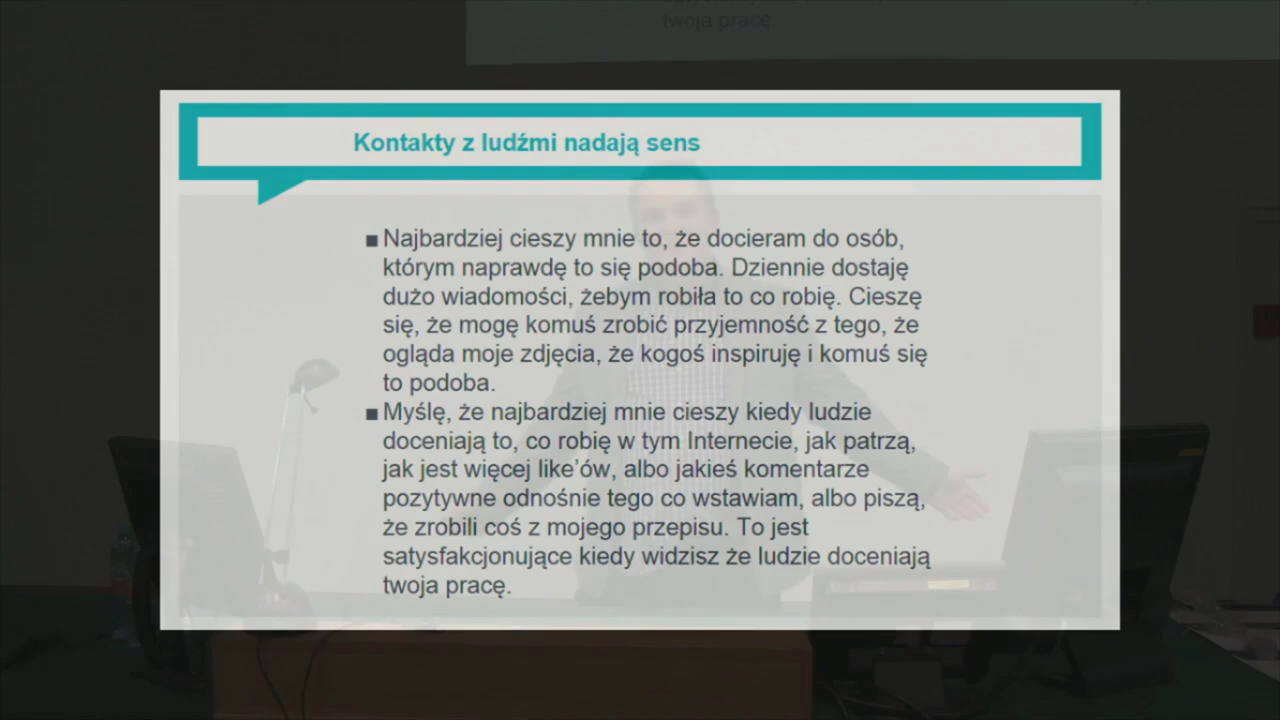 twoja pracę
Kontakty z ludźmi nadają sens
■ Najbardziej cieszy mnie to, że docieram do osób,
którym naprawdę to się podoba. Dziennie dostaję
dużo wiadomości, żebym robiła to co robię. Cieszę
się, że mogę komuś zrobić przyjemność z tego, że
ogląda moje zdjęcia, że kogoś inspiruję i komuś się
to podoba.
■ Myślę, że najbardziej mnie cieszy kiedy ludzie
doceniają to, co robię w tym Internecie, jak patrzą,
jak jest więcej like’ów, albo jakieś komentarze
pozytywne odnośnie tego co wstawiam, albo piszą,
że zrobili coś z mojego przepisu. To jest
satysfakcjonujące kiedy widzisz że ludzie doceniają
twoja pracę.